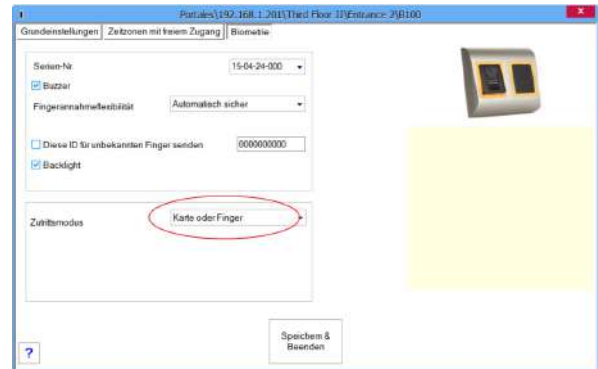 Portales\192.168.1.201\Third Floor II\Entrance 2\B100
x
Grundeinstellungen Zeitzonen mit freiem Zugang Biometrie
Serien-Nr. 15-04-24-000
Buzzer
Fingerannahmeflexibilität Automatisch sicher
Diese ID für unbekannten Finger senden 0000000000
Backlight
Zutrittsmodus Karte oder Finger
Speichern &
Beenden
?